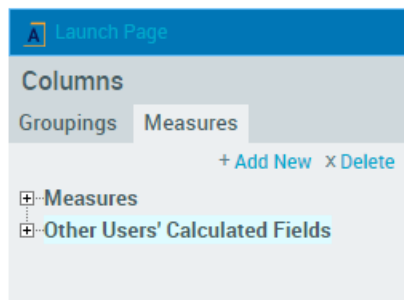 A Launch Page
Columns
Groupings Measures
+ Add New x Delete
Measures
Other Users' Calculated Fields